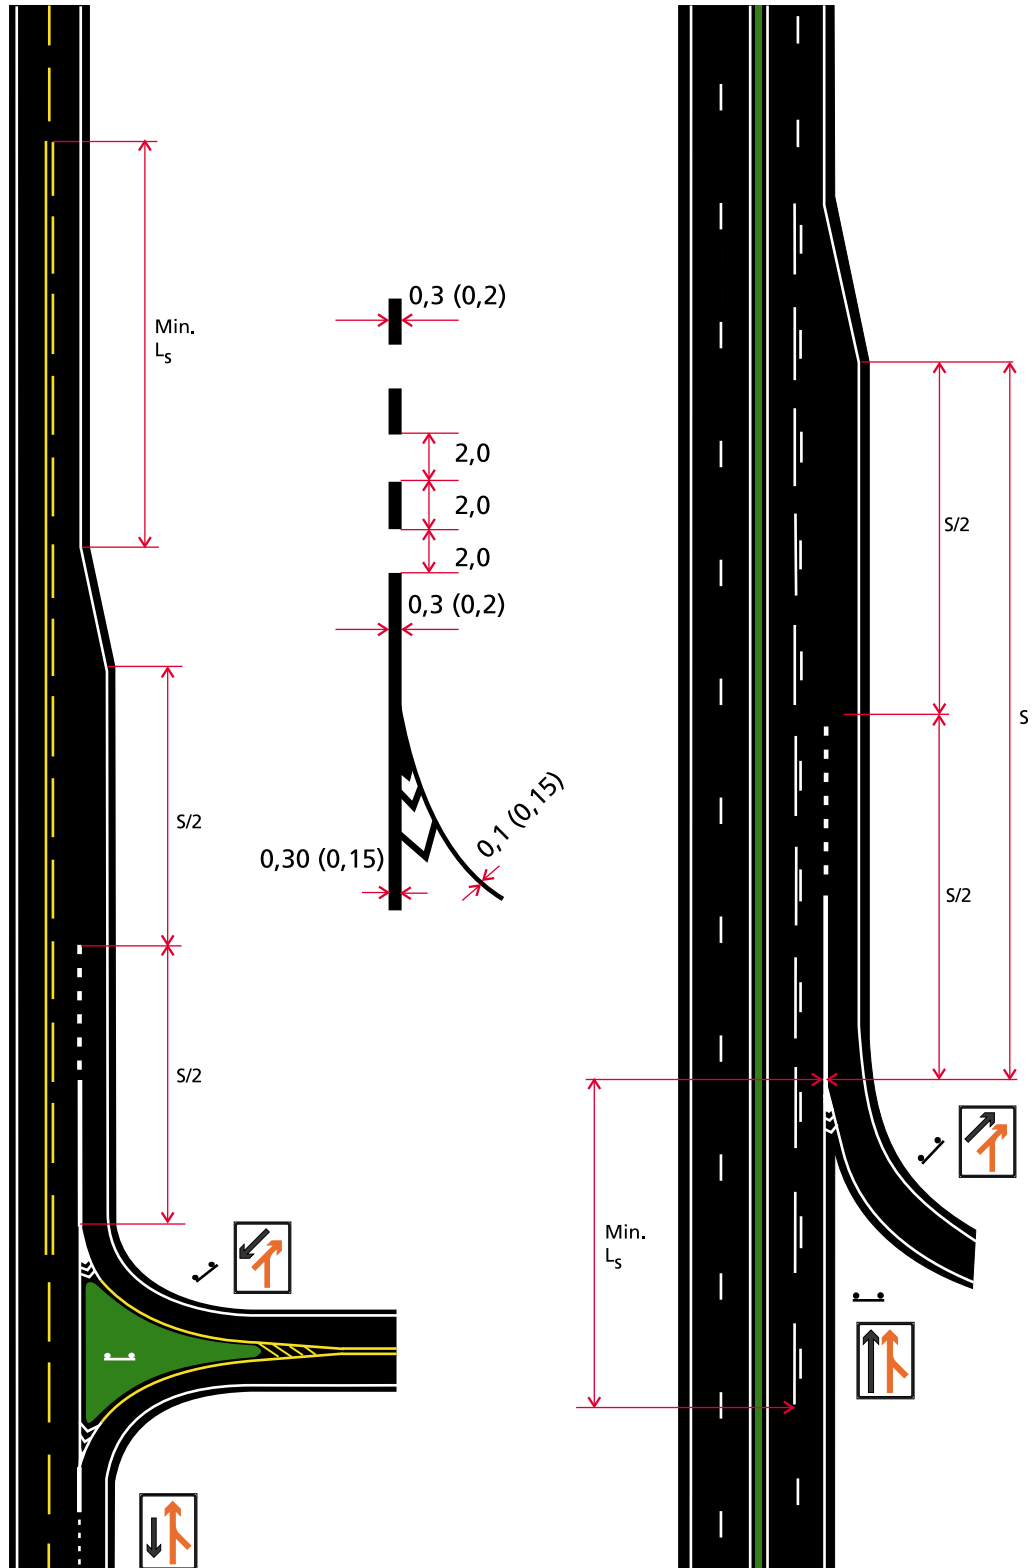 Min.
LS
S/2
S/2
0,3 (0,2)
2,0
2,0
2,0
0,3 (0,2)
0,30 (0,15)
0,1 (0,15)
S/2
S
S/2
Min.
LS